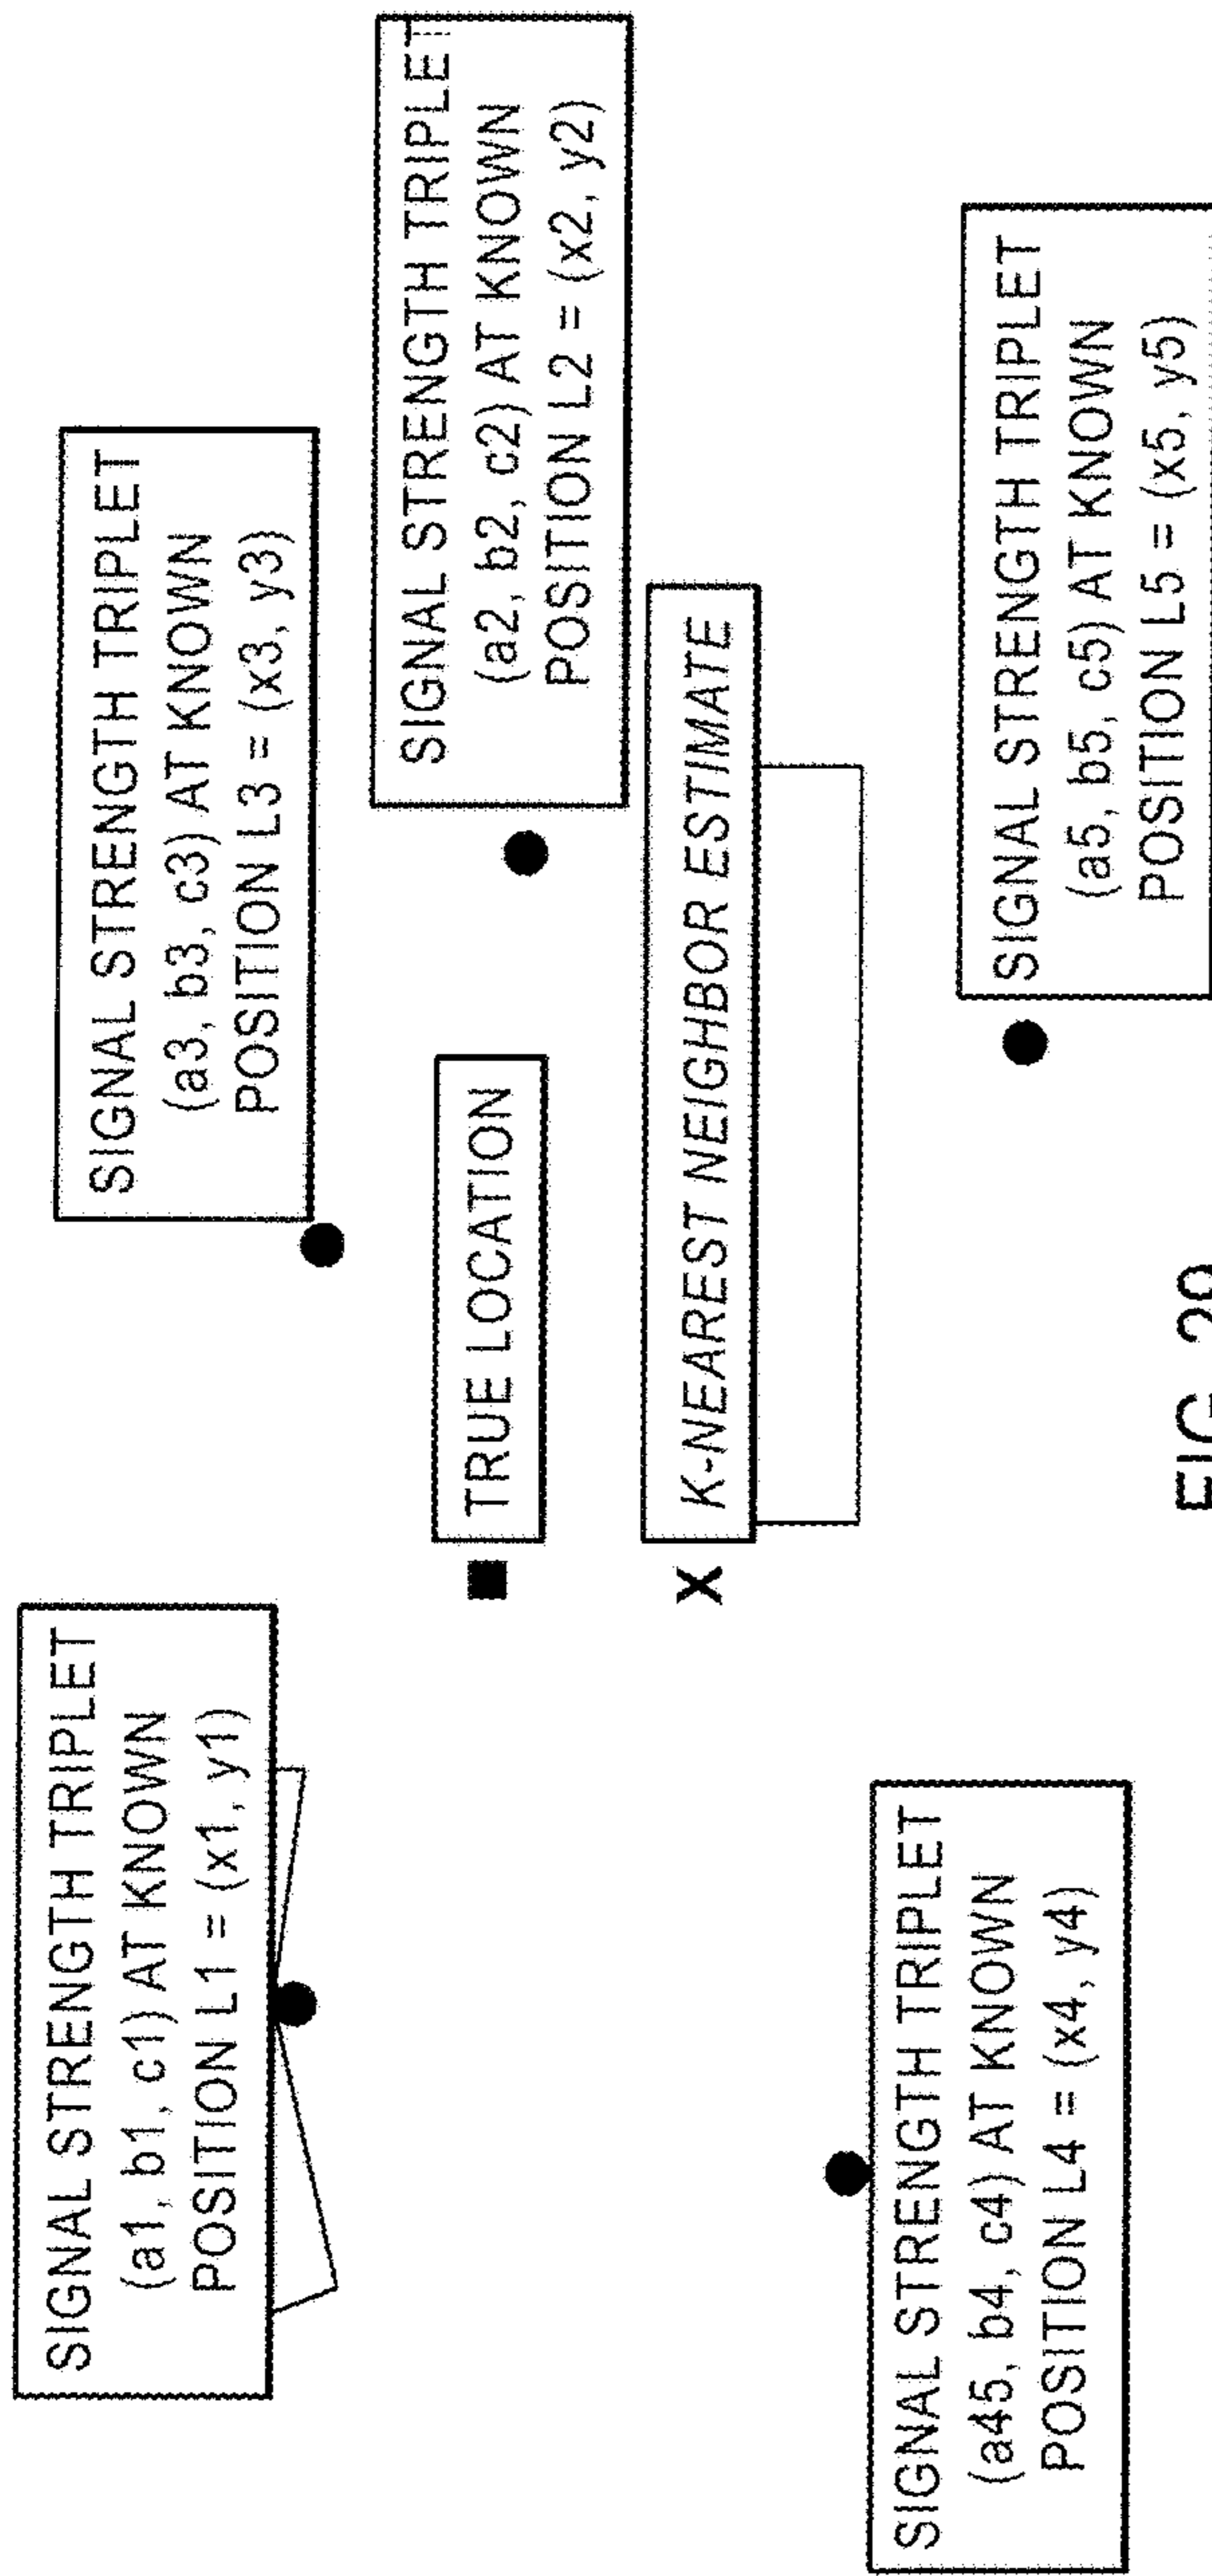 SIGNAL STRENGTH TRIPLET
(a1, b1, c1) AT KNOWN
POSITION L1 = (x1, y1)
SIGNAL STRENGTH TRIPLET
(a3, b3, c3) AT KNOWN
POSITION L3 = (x3, y3)
SIGNAL STRENGTH TRIPLET
(a2, b2, c2) AT KNOWN
POSITION L2 = (x2, y2)
TRUE LOCATION
X
K-NEAREST NEIGHBOR ESTIMATE
SIGNAL STRENGTH TRIPLET
(a45, b4, c4) AT KNOWN
POSITION L4 = (x4, y4)
SIGNAL STRENGTH TRIPLET
(a5, b5, c5) AT KNOWN
POSITION L5 = (x5, y5)
FIG. 29